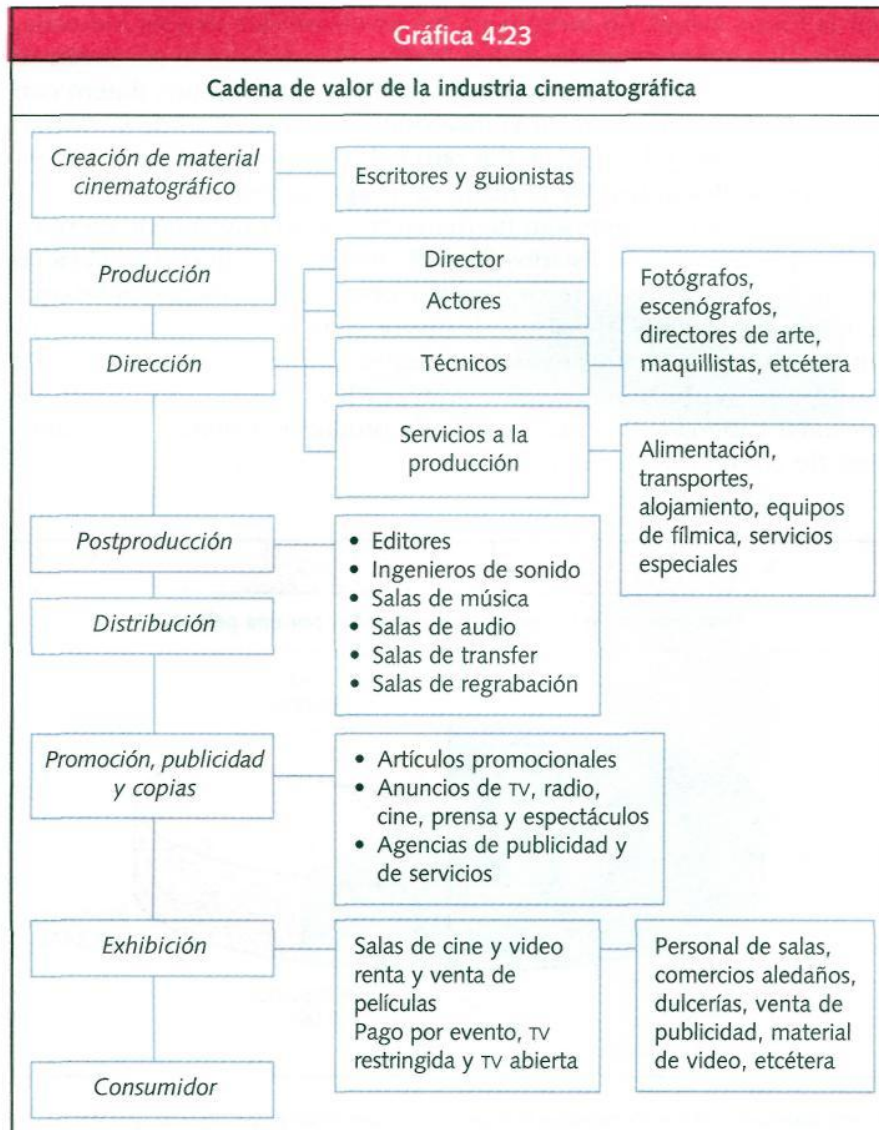 Gráfica 4.23
Cadena de valor de la industria cinematográfica
Creación de material
cinematográfico
Escritores y guionistas
Producción
Director
Actores
Fotógrafos,
escenógrafos,
directores de arte,
maquillistas, etcétera
Dirección
Técnicos
Servicios a la
producción
Alimentación,
transportes,
alojamiento, equipos
de fílmica, servicios
especiales
Postproducción
• Editores
• Ingenieros de sonido
• Salas de música
• Salas de audio
• Salas de transfer
• Salas de regrabación
Distribución
Promoción, publicidad
y copias
• Artículos promocionales
• Anuncios de TV, radio,
cine, prensa y espectáculos
• Agencias de publicidad y
de servicios
Exhibición
Salas de cine y video
renta y venta de
películas
Pago por evento, TV
restringida y TV abierta
Personal de salas,
comercios aledaños,
dulcerías, venta de
publicidad, material
de video, etcétera
Consumidor